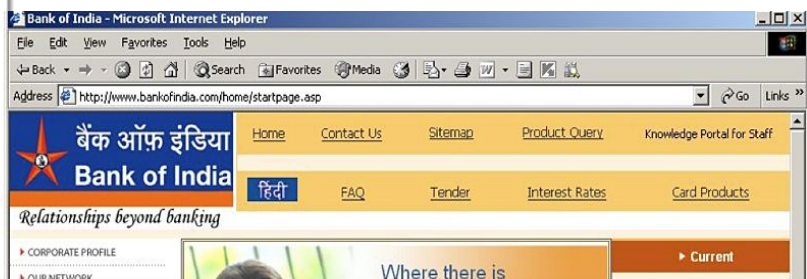 Bank of India - Microsoft Internet Explorer
File Edit View Favorites Tools Help
Back Search Favorites Media
Address http://www.bankofindia.com/home/startpage.asp Go Links »
बैंक ऑफ़ इंडिया
Bank of India
Relationships beyond banking
Home Contact Us Sitemap Product Query Knowledge Portal for Staff
हिंदी FAQ Tender Interest Rates Card Products
CORPORATE PROFILE
OUR NETWORK
Where there is
Current